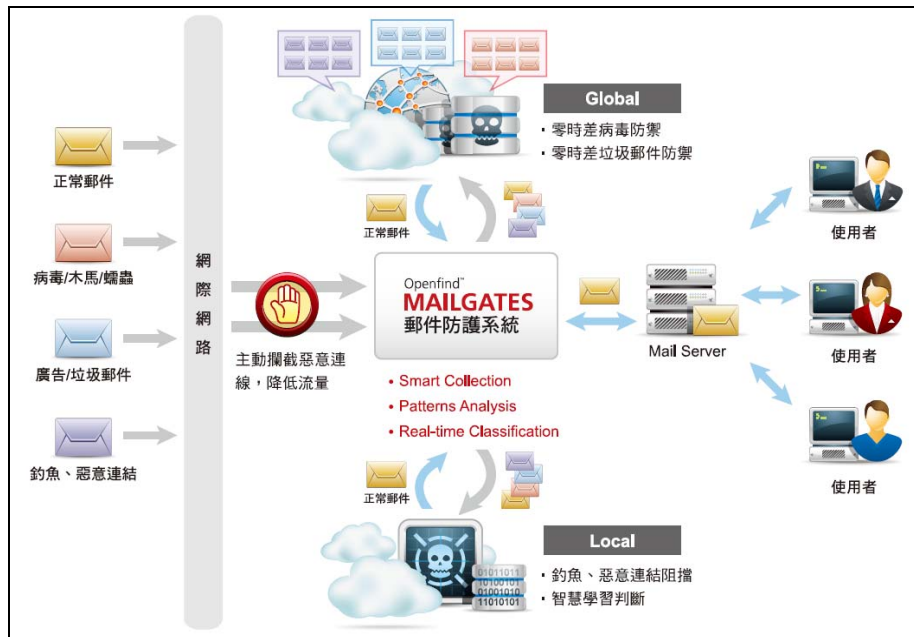 正常郵件
病毒/木馬/蠕蟲
廣告/垃圾郵件
釣魚、惡意連結
網際網路
主動攔截惡意連
線，降低流量
Global
・零時差病毒防禦
・零時差垃圾郵件防禦
正常郵件
Openfind™
MAILGATES
郵件防護系統
• Smart Collection
• Patterns Analysis
• Real-time Classification
正常郵件
01011011
10100101
01001010
11010101
Local
・釣魚、惡意連結阻擋
・智慧學習判斷
Mail Server
使用者
使用者
使用者